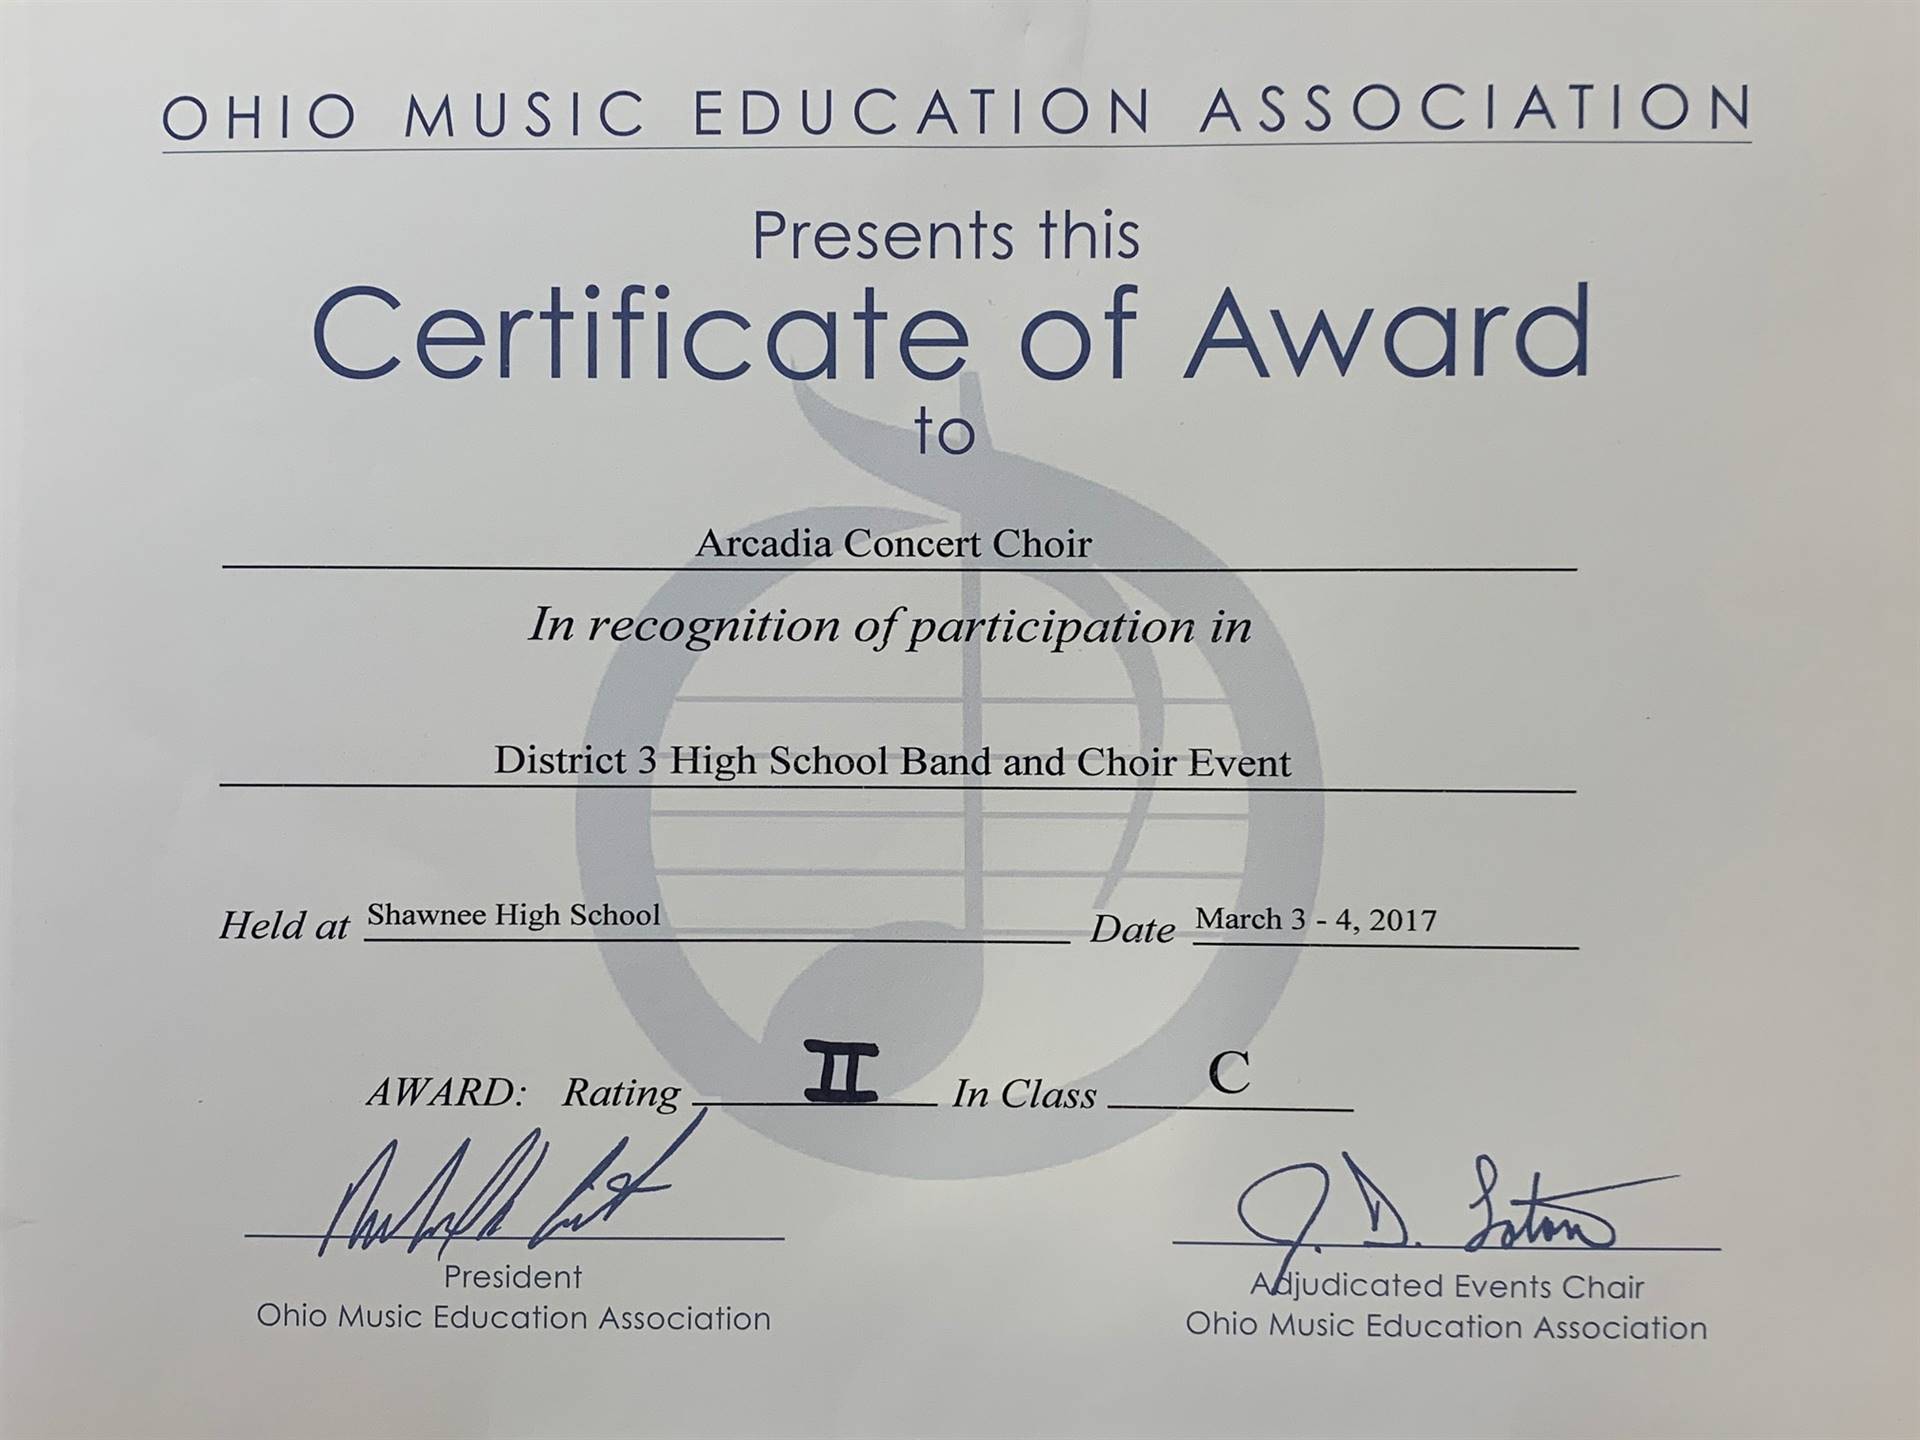 OHIO MUSIC EDUCATION ASSOCIATION
Presents this
Certificate of Award
to
Arcadia Concert Choir
In recognition of participation in
District 3 High School Band and Choir Event
Held at Shawnee High School Date March 3 - 4, 2017
AWARD: Rating II In Class C
J. D.
President Adjudicated Events Chair
Ohio Music Education Association Ohio Music Education Association